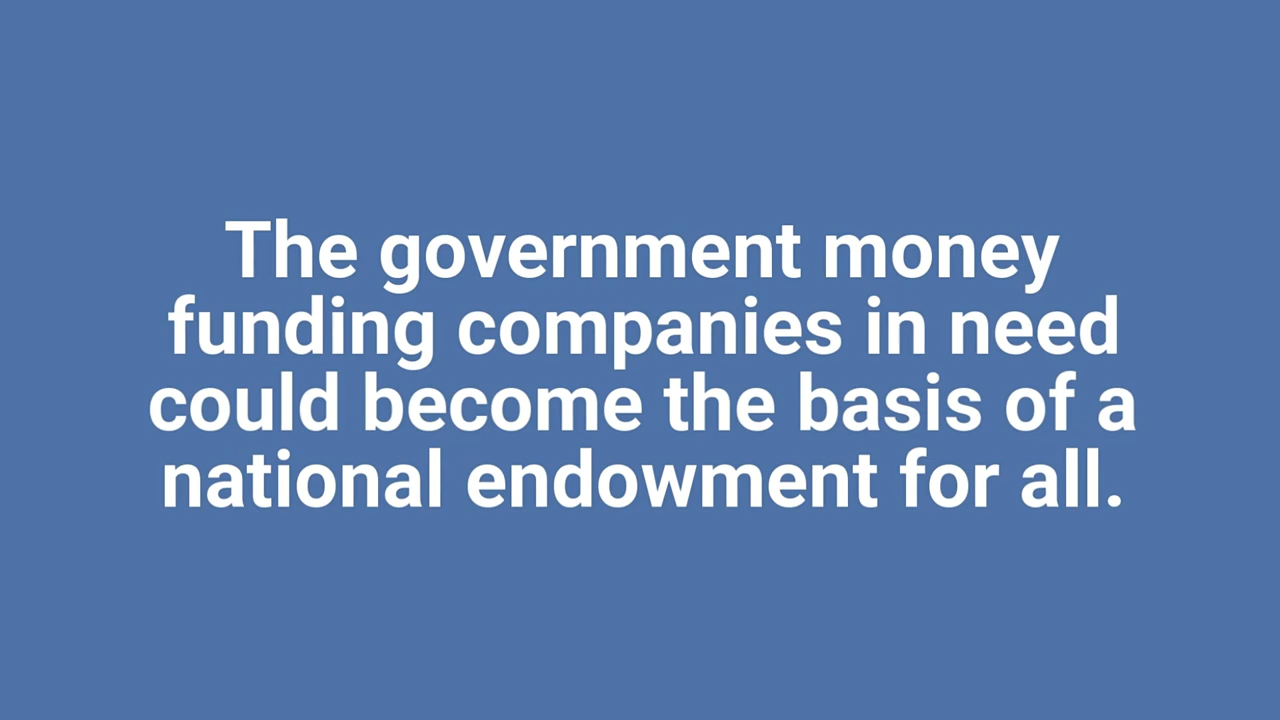 The government money
funding companies in need
could become the basis of a
national endowment for all.